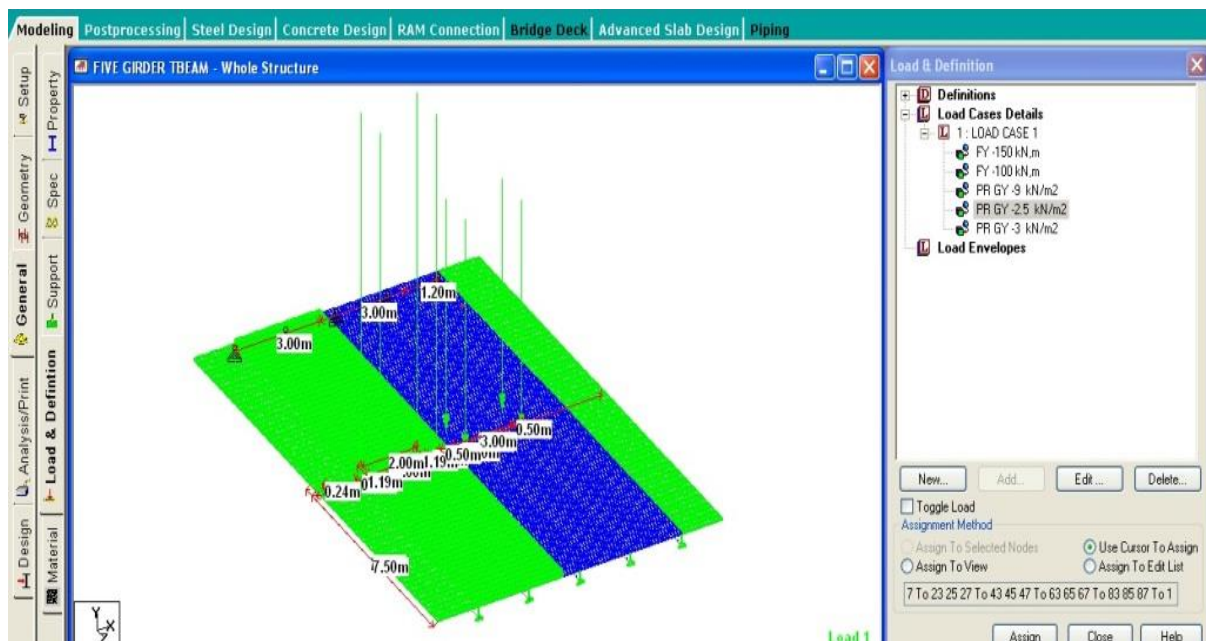 Modeling Postprocessing Steel Design Concrete Design RAM Connection Bridge Deck Advanced Slab Design Piping
Setup
Geometry
General
Analysis/Print
Design
Property
Spec
Support
Load & Defintion
Material
FIVE GIRDER TBEAM - Whole Structure
1.20m
3.00m
3.00m
0.50m
3.00m
0.50m
1.19
2.00m
1.19m
0.24m
7.50m
Y
X
Z
Load 1
Load & Definition
D Definitions
L Load Cases Details
L 1 : LOAD CASE 1
FY -150 kN,m
FY -100 kN,m
PR GY -9 kN/m2
PR GY -2.5 kN/m2
PR GY -3 kN/m2
L Load Envelopes
New... Add... Edit ... Delete...
Toggle Load
Assignment Method
Assign To Selected Nodes Use Cursor To Assign
Assign To View Assign To Edit List
7 To 23 25 27 To 43 45 47 To 63 65 67 To 83 85 87 To 1
Assign Close Help